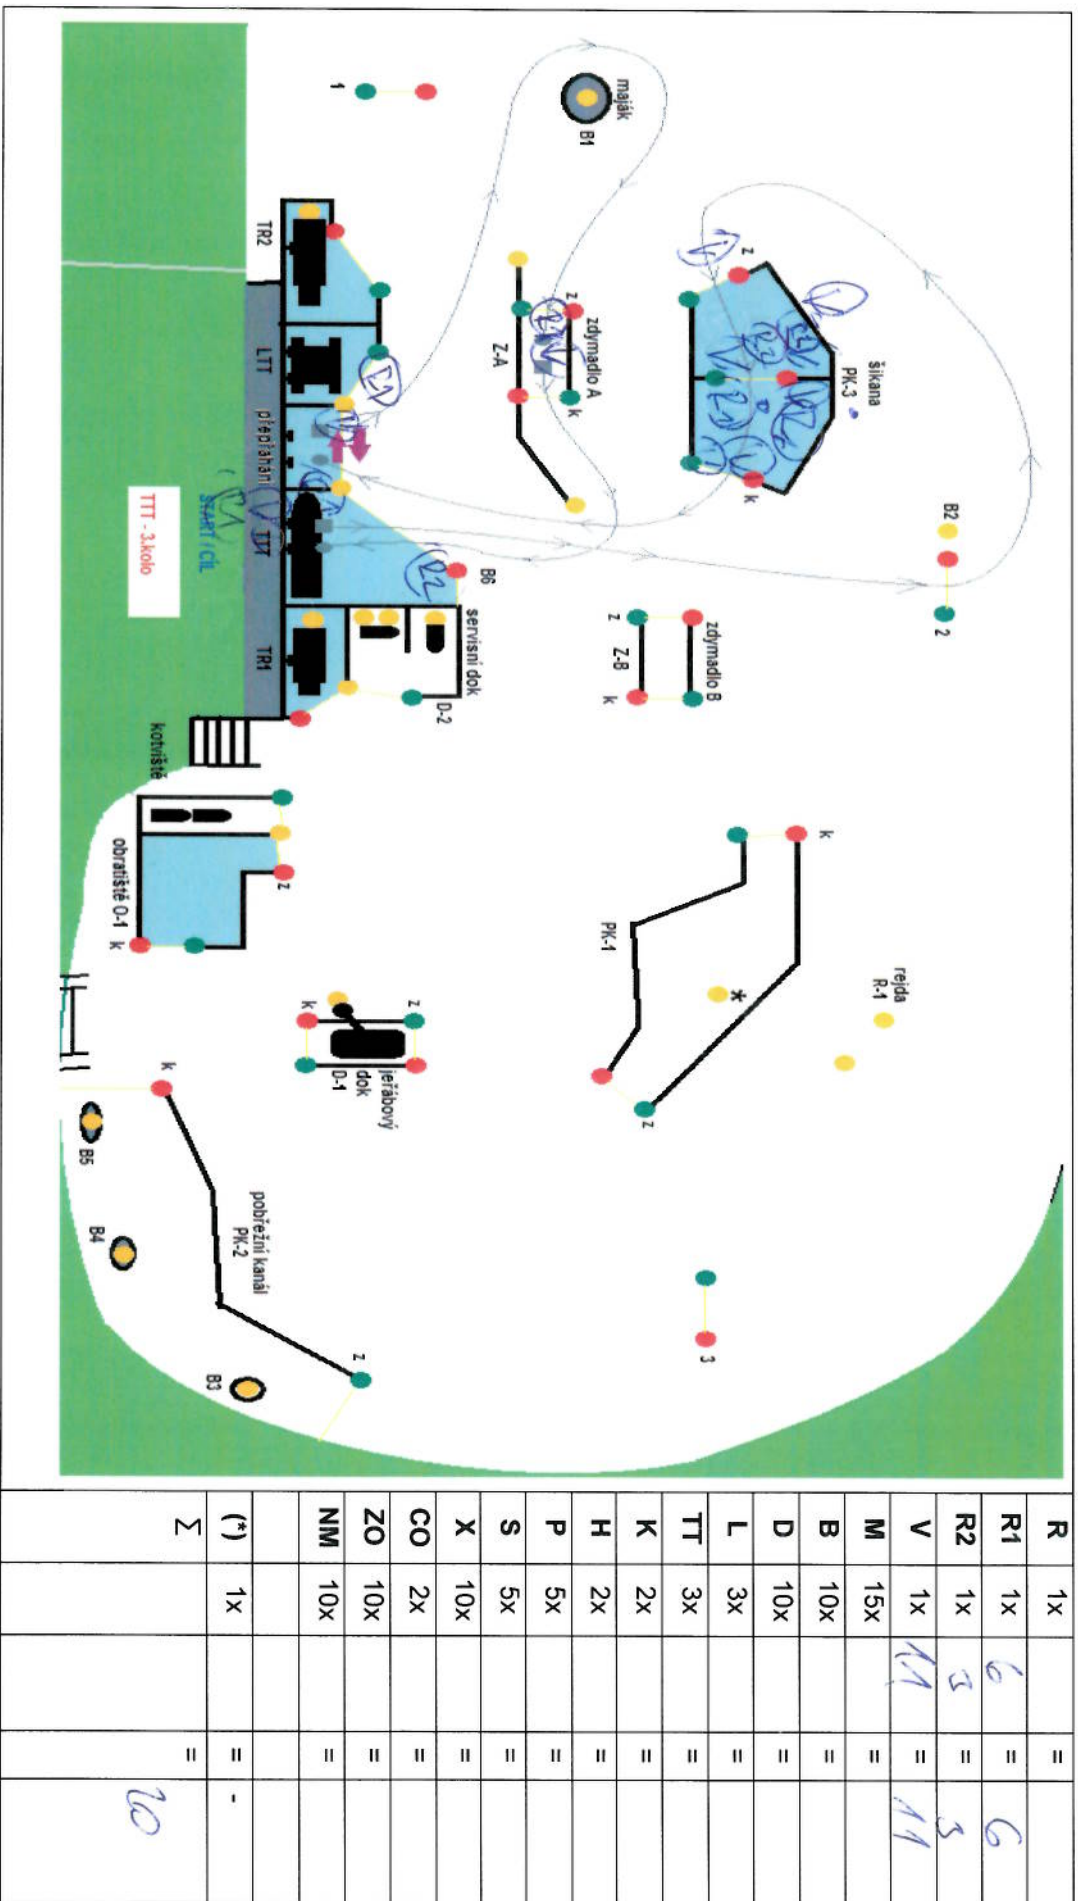 maják
B1
1
TR2
LTT
přepřahání
TTT
TR1
START / CÍL
TTT - 3.kolo
z
zdymadlo A
k
Z-A
z
šikana
PK-3
k
B2
2
B6
servisní dok
D-2
zdymadlo B
z
Z-B
k
kotviště
obratiště O-1
z
k
k
PK-1
*
z
rejda
R-1
z
k
jeřábový
dok
D-1
k
B5
B4
pobřežní kanál
PK-2
z
B3
3
R 1x =
R1 1x 6 = 6
R2 1x 3 = 3
V 1x 11 = 11
M 15x =
B 10x =
D 10x =
L 3x =
TT 3x =
K 2x =
H 2x =
P 5x =
S 5x =
X 10x =
CO 2x =
ZO 10x =
NM 10x =
(*) 1x = -
Σ = 20